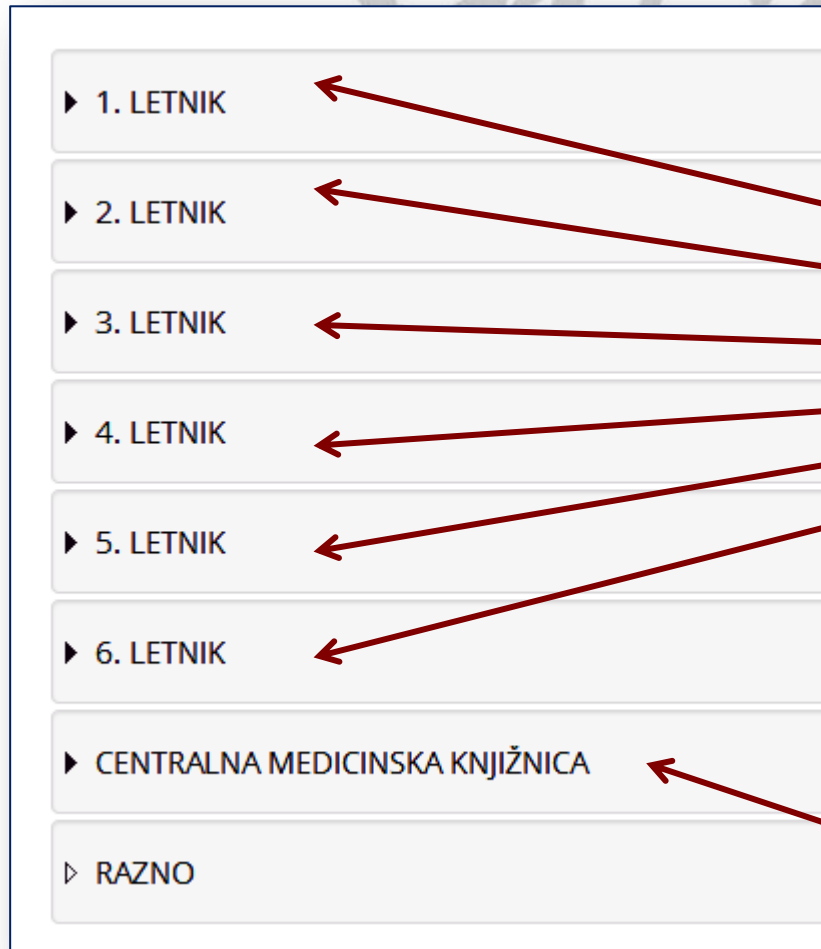 1. LETNIK
2. LETNIK
3. LETNIK
4. LETNIK
5. LETNIK
6. LETNIK
CENTRALNA MEDICINSKA KNJIŽNICA
RAZNO